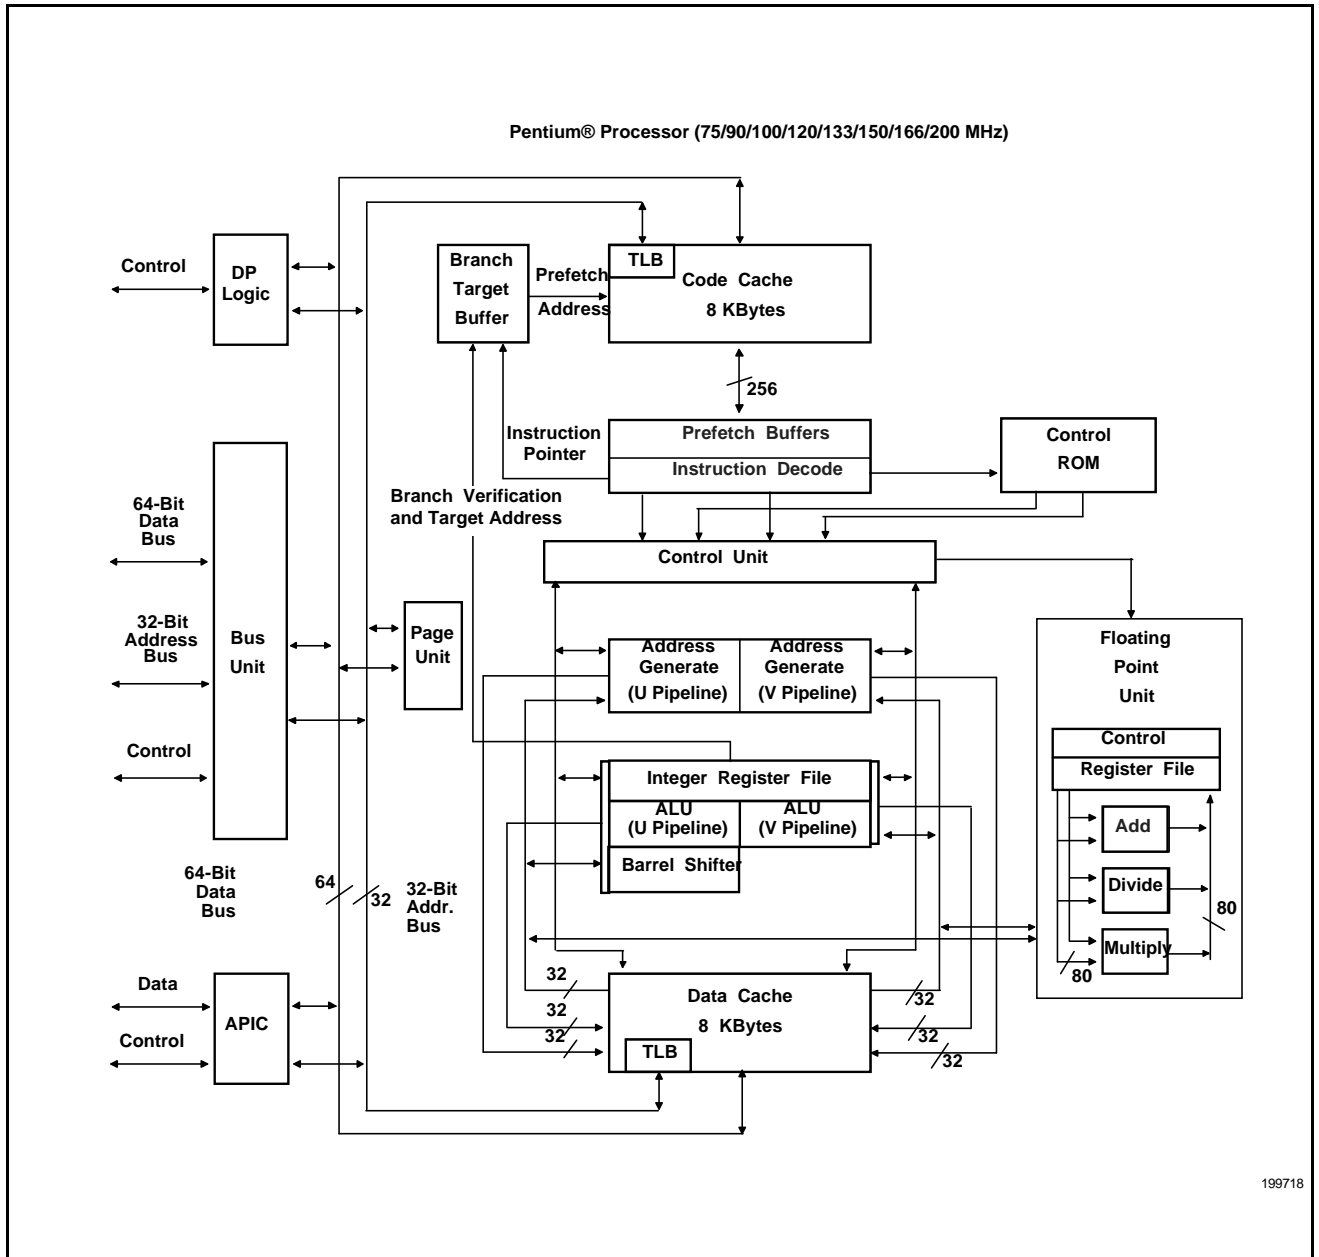 Pentium® Processor (75/90/100/120/133/150/166/200 MHz)
Control
DP
Logic
Branch
Target
Buffer
Prefetch
Address
TLB
Code Cache
8 KBytes
256
Instruction
Pointer
Prefetch Buffers
Instruction Decode
Control
ROM
Branch Verification
and Target Address
64-Bit
Data
Bus
32-Bit
Address
Bus
Control
Bus
Unit
Page
Unit
Control Unit
Address
Generate
(U Pipeline)
Address
Generate
(V Pipeline)
Integer Register File
ALU
(U Pipeline)
ALU
(V Pipeline)
Barrel Shifter
Floating
Point
Unit
Control
Register File
Add
Divide
Multiply
80
80
64-Bit
Data
Bus
64
32
32-Bit
Addr.
Bus
Data
Control
APIC
32
32
32
Data Cache
8 KBytes
TLB
32
32
32
199718